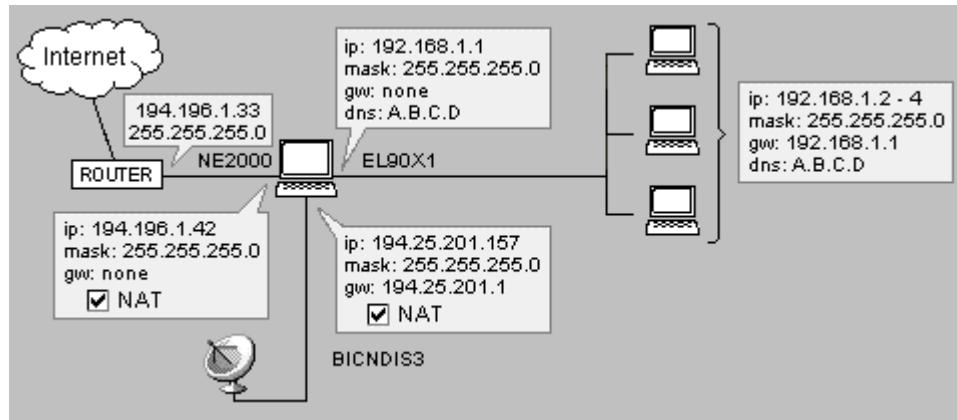 Internet
194.196.1.33
255.255.255.0
ROUTER
NE2000
ip: 192.168.1.1
mask: 255.255.255.0
gw: none
dns: A.B.C.D
EL90X1
ip: 192.168.1.2 - 4
mask: 255.255.255.0
gw: 192.168.1.1
dns: A.B.C.D
ip: 194.196.1.42
mask: 255.255.255.0
gw: none
NAT
ip: 194.25.201.157
mask: 255.255.255.0
gw: 194.25.201.1
NAT
BICNDIS3